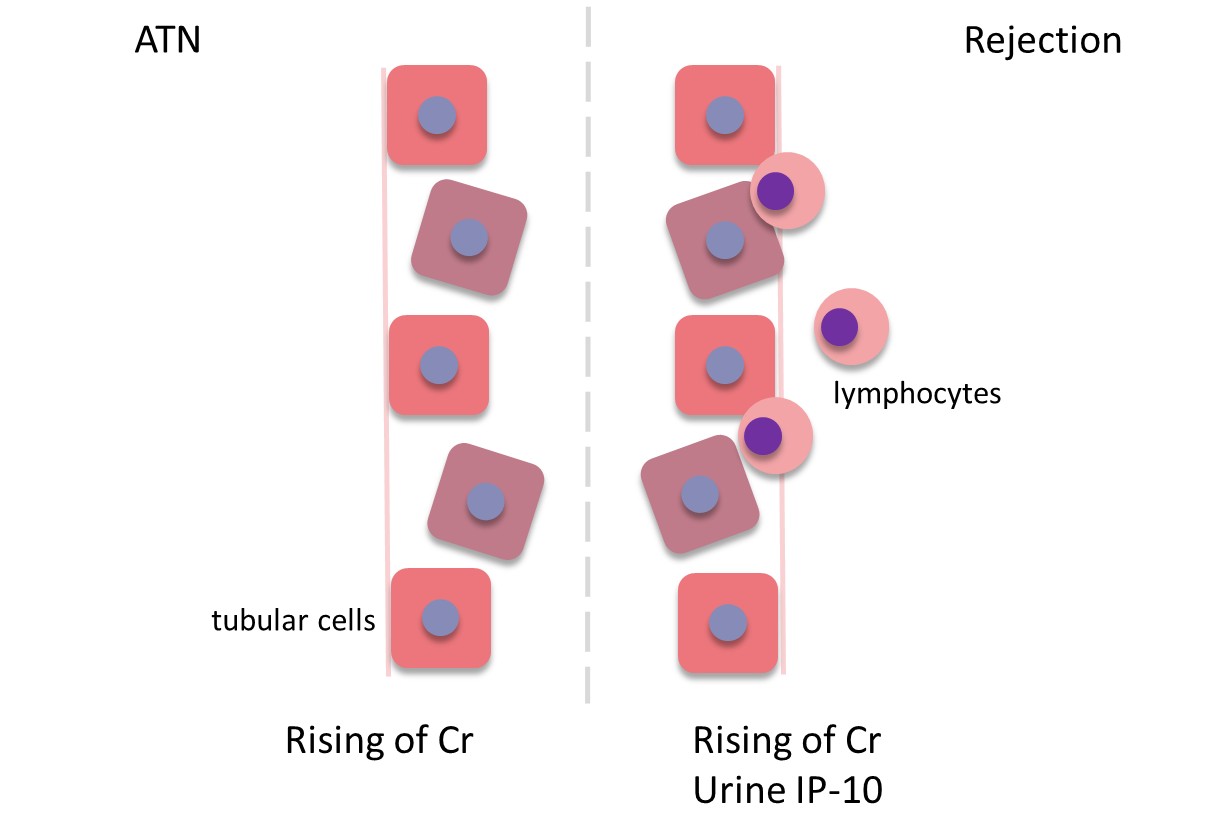 ATN
Rejection
lymphocytes
tubular cells
Rising of Cr
Rising of Cr
Urine IP-10